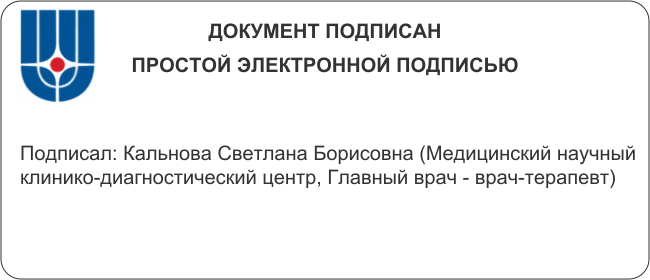 ДОКУМЕНТ ПОДПИСАН
ПРОСТОЙ ЭЛЕКТРОННОЙ ПОДПИСЬЮ
Подписал: Кальнова Светлана Борисовна (Медицинский научный
клинико-диагностический центр, Главный врач - врач-терапевт)